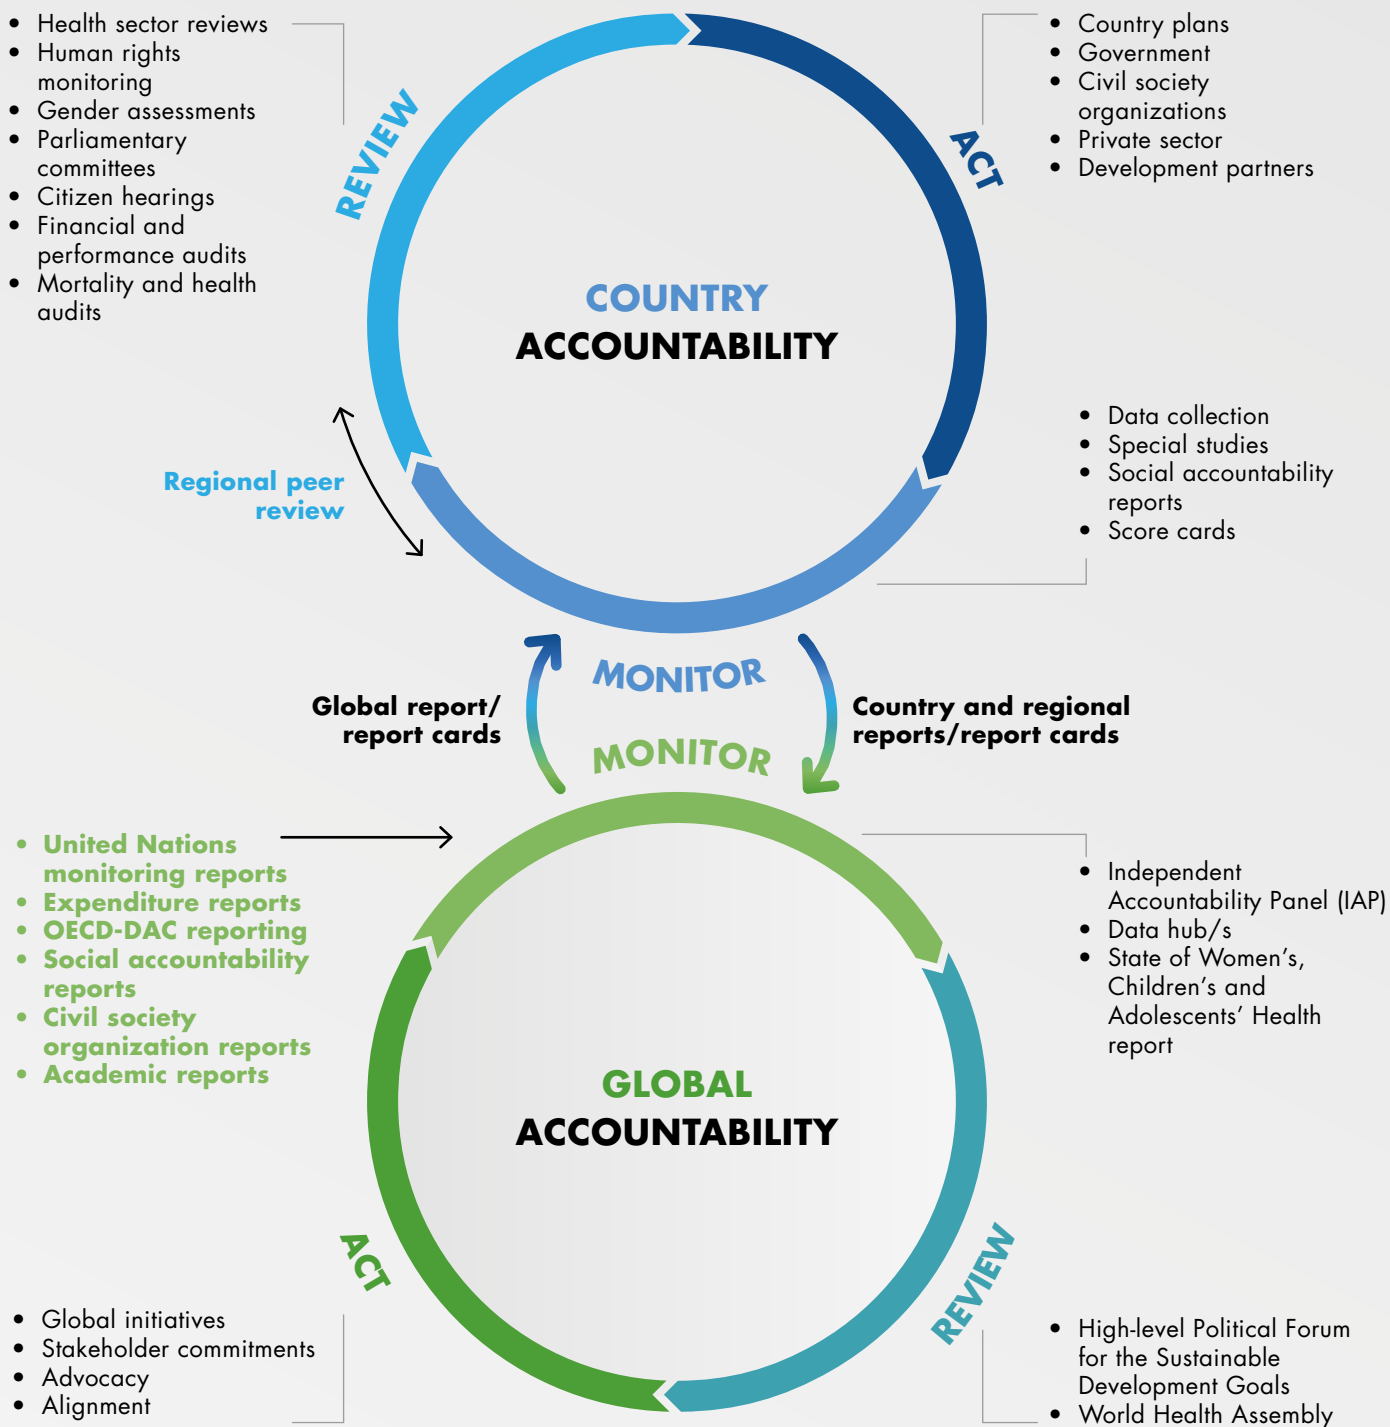 • Health sector reviews
• Human rights
monitoring
• Gender assessments
• Parliamentary
committees
• Citizen hearings
• Financial and
performance audits
• Mortality and health
audits
REVIEW
ACT
• Country plans
• Government
• Civil society
organizations
• Private sector
• Development partners
COUNTRY
ACCOUNTABILITY
Regional peer
review
• Data collection
• Special studies
• Social accountability
reports
• Score cards
MONITOR
Global report/
report cards
Country and regional
reports/report cards
MONITOR
• United Nations
monitoring reports
• Expenditure reports
• OECD-DAC reporting
• Social accountability
reports
• Civil society
organization reports
• Academic reports
• Independent
Accountability Panel (IAP)
• Data hub/s
• State of Women's,
Children's and
Adolescents' Health
report
GLOBAL
ACCOUNTABILITY
ACT
REVIEW
• Global initiatives
• Stakeholder commitments
• Advocacy
• Alignment
• High-level Political Forum
for the Sustainable
Development Goals
• World Health Assembly